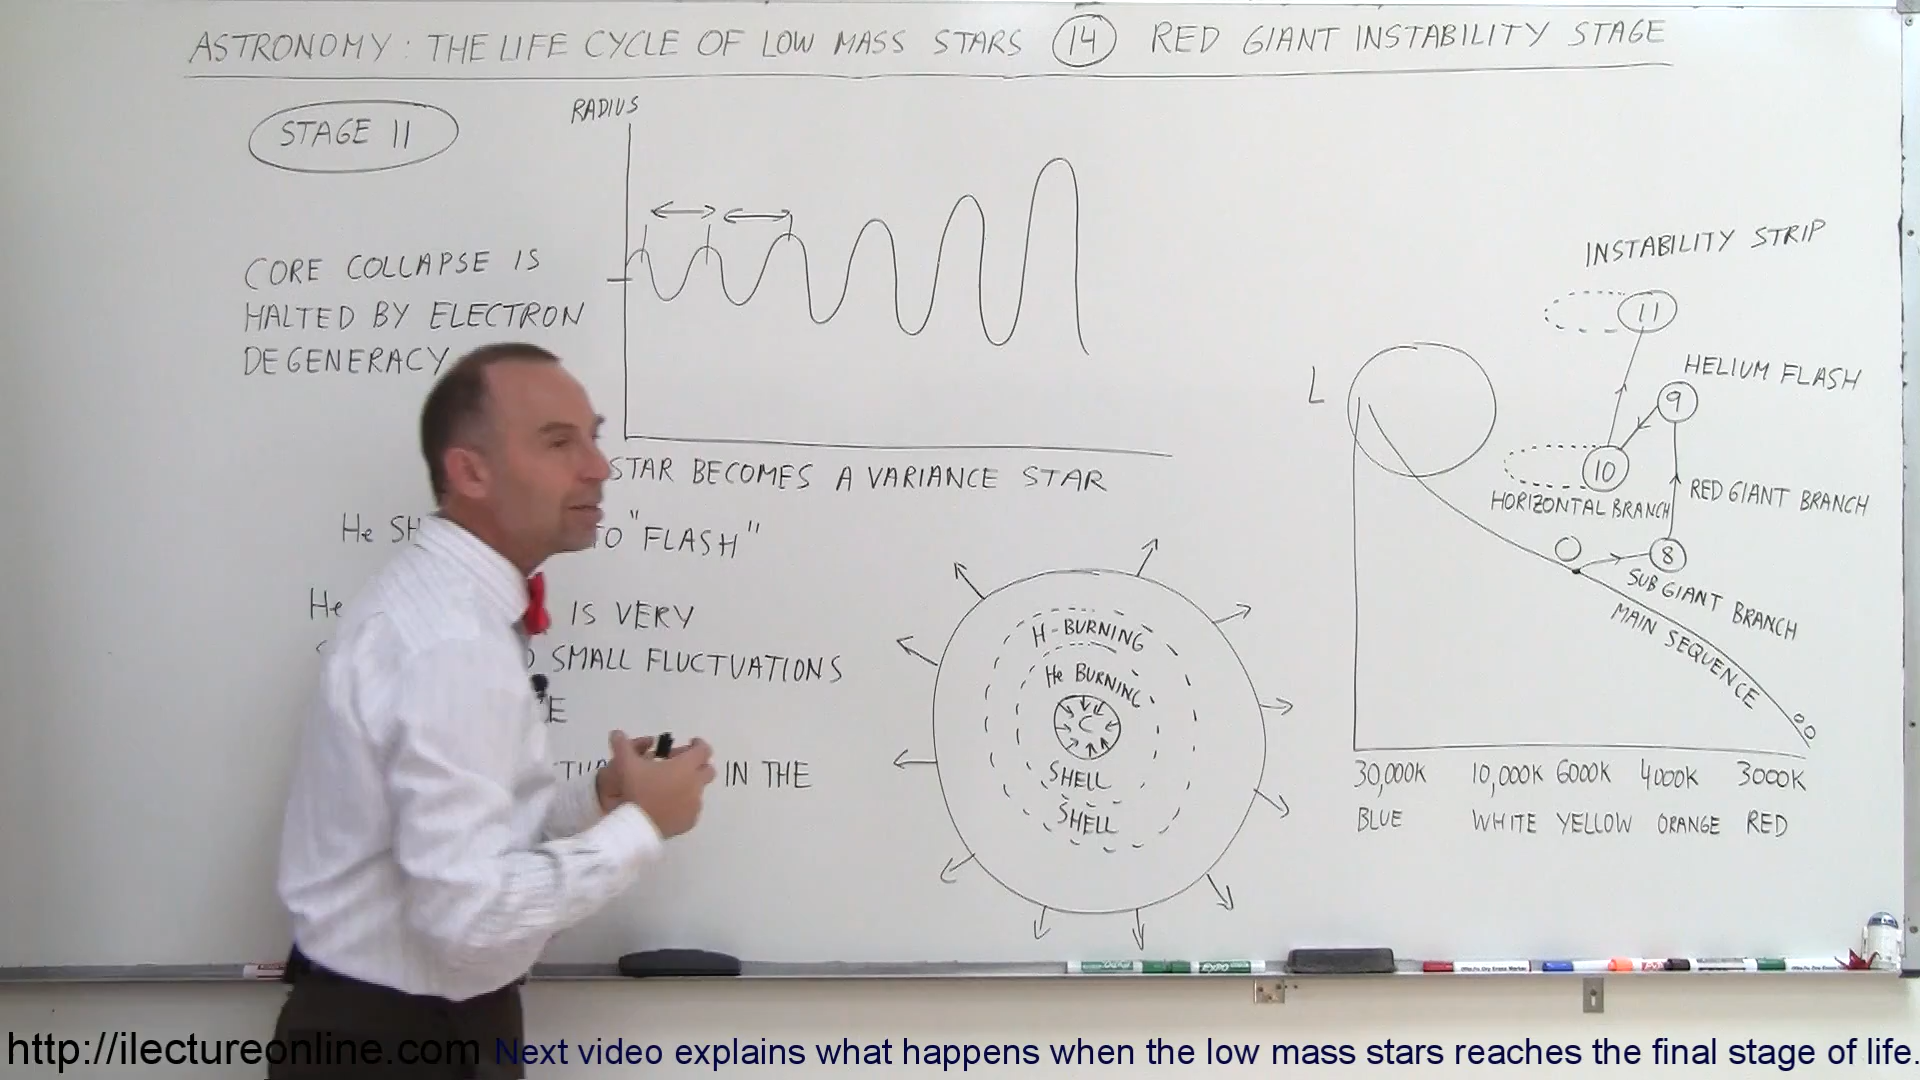 ASTRONOMY: THE LIFE CYCLE OF LOW MASS STARS 14 RED GIANT INSTABILITY STAGE
STAGE 11
RADIUS
CORE COLLAPSE IS
HALTED BY ELECTRON
DEGENERACY
STAR BECOMES A VARIANCE STAR
He "FLASH"
He IS VERY
SMALL FLUCTUATIONS
IN THE
H-BURNING
He BURNING
C
SHELL
SHELL
INSTABILITY STRIP
11
HELIUM FLASH
L
9
10
RED GIANT BRANCH
HORIZONTAL BRANCH
8
SUB GIANT BRANCH
MAIN SEQUENCE
30,000K 10,000K 6000K 4000K 3000K
BLUE WHITE YELLOW ORANGE RED
EXPO
http://ilectureonline.com Next video explains what happens when the low mass stars reaches the final stage of life.